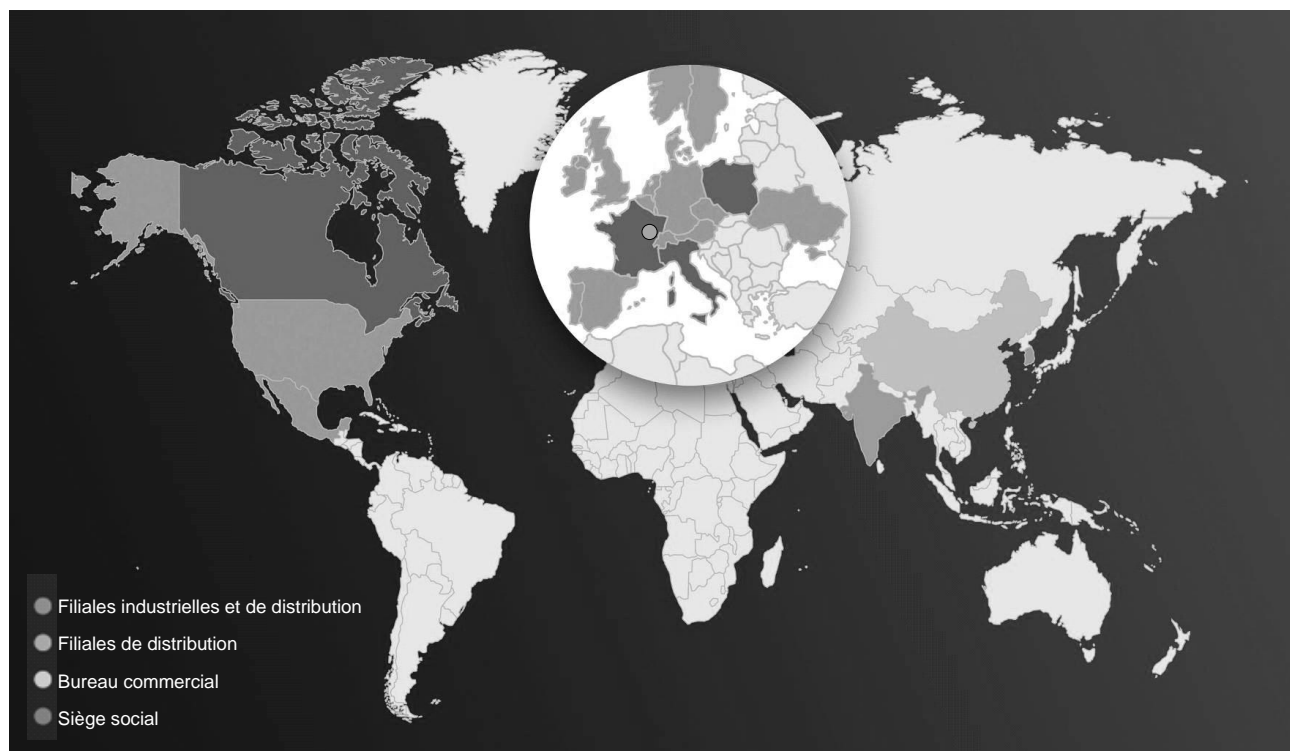 Filiales industrielles et de distribution
Filiales de distribution
Bureau commercial
Siège social